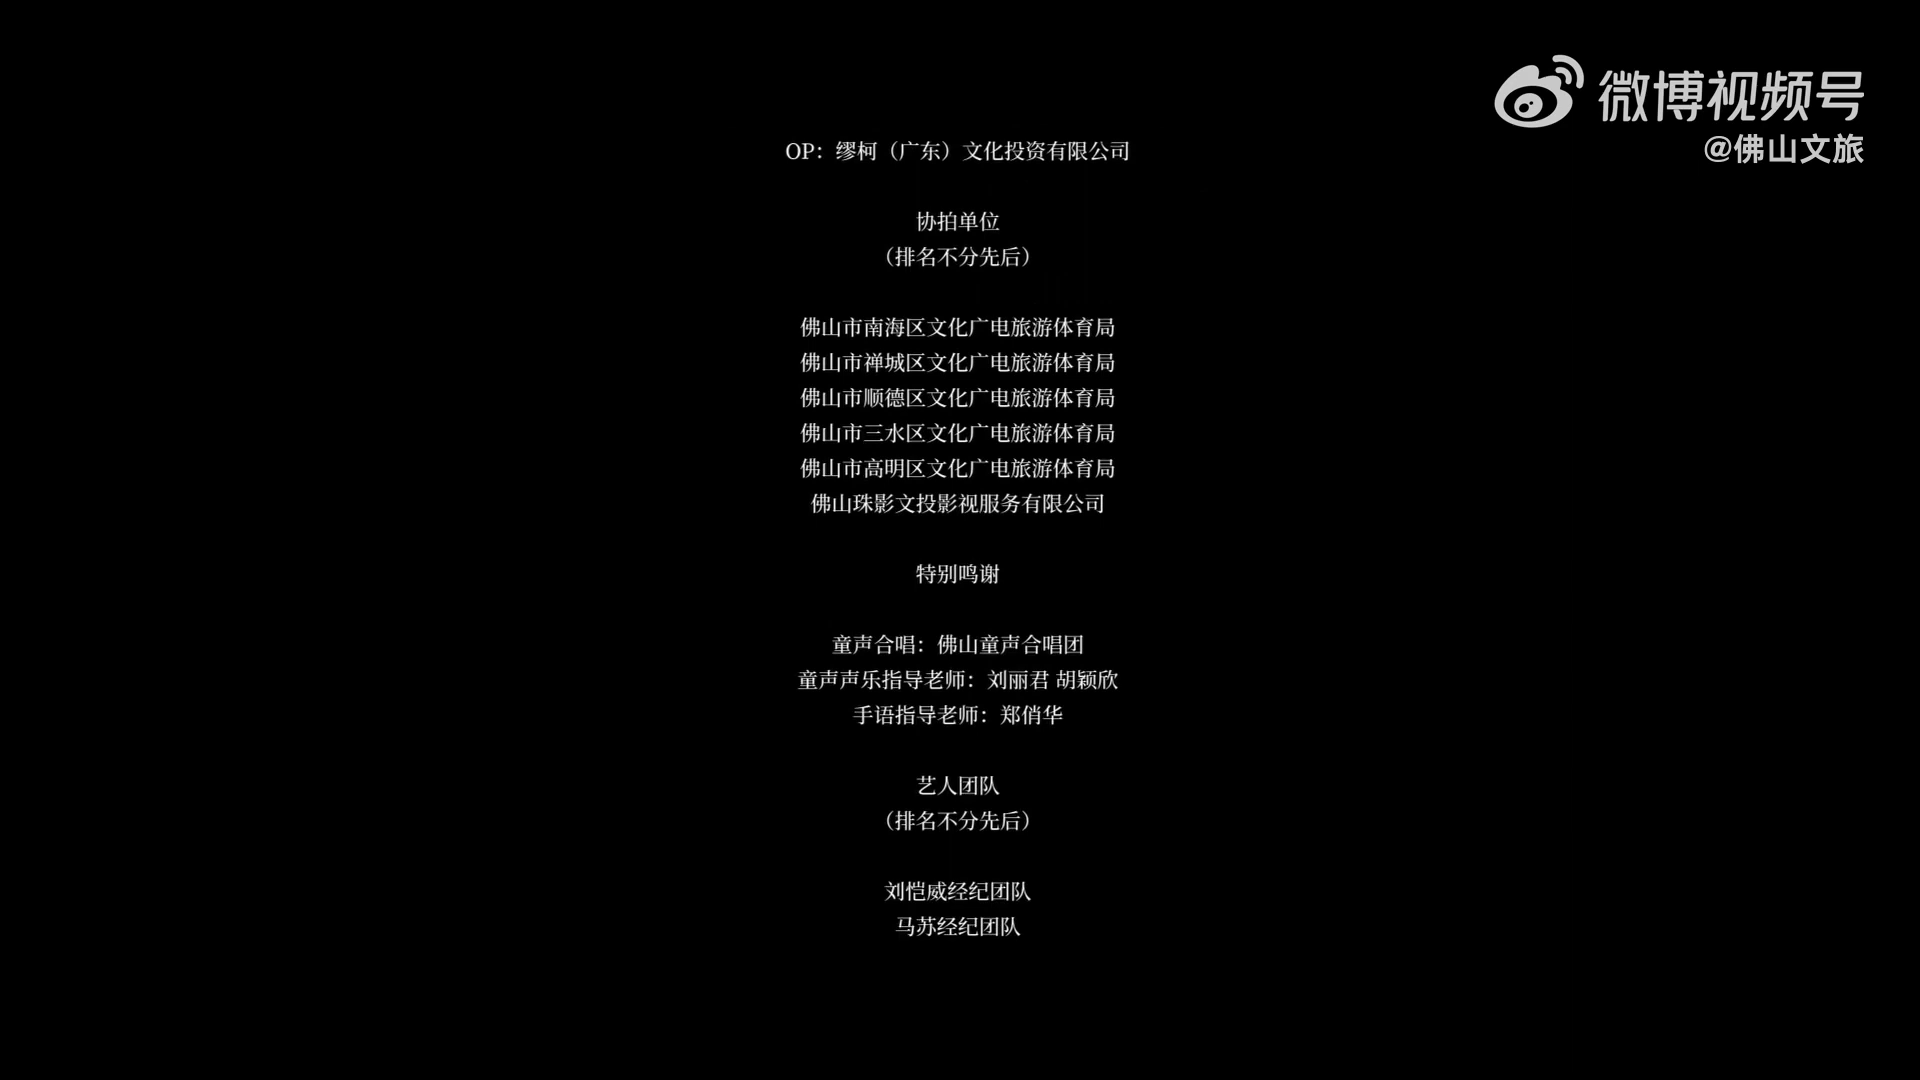 微博视频号
@佛山文旅
OP：缪柯（广东）文化投资有限公司
协拍单位
（排名不分先后）
佛山市南海区文化广电旅游体育局
佛山市禅城区文化广电旅游体育局
佛山市顺德区文化广电旅游体育局
佛山市三水区文化广电旅游体育局
佛山市高明区文化广电旅游体育局
佛山珠影文投影视服务有限公司
特别鸣谢
童声合唱：佛山童声合唱团
童声声乐指导老师：刘丽君 胡颖欣
手语指导老师：郑俏华
艺人团队
（排名不分先后）
刘恺威经纪团队
马苏经纪团队